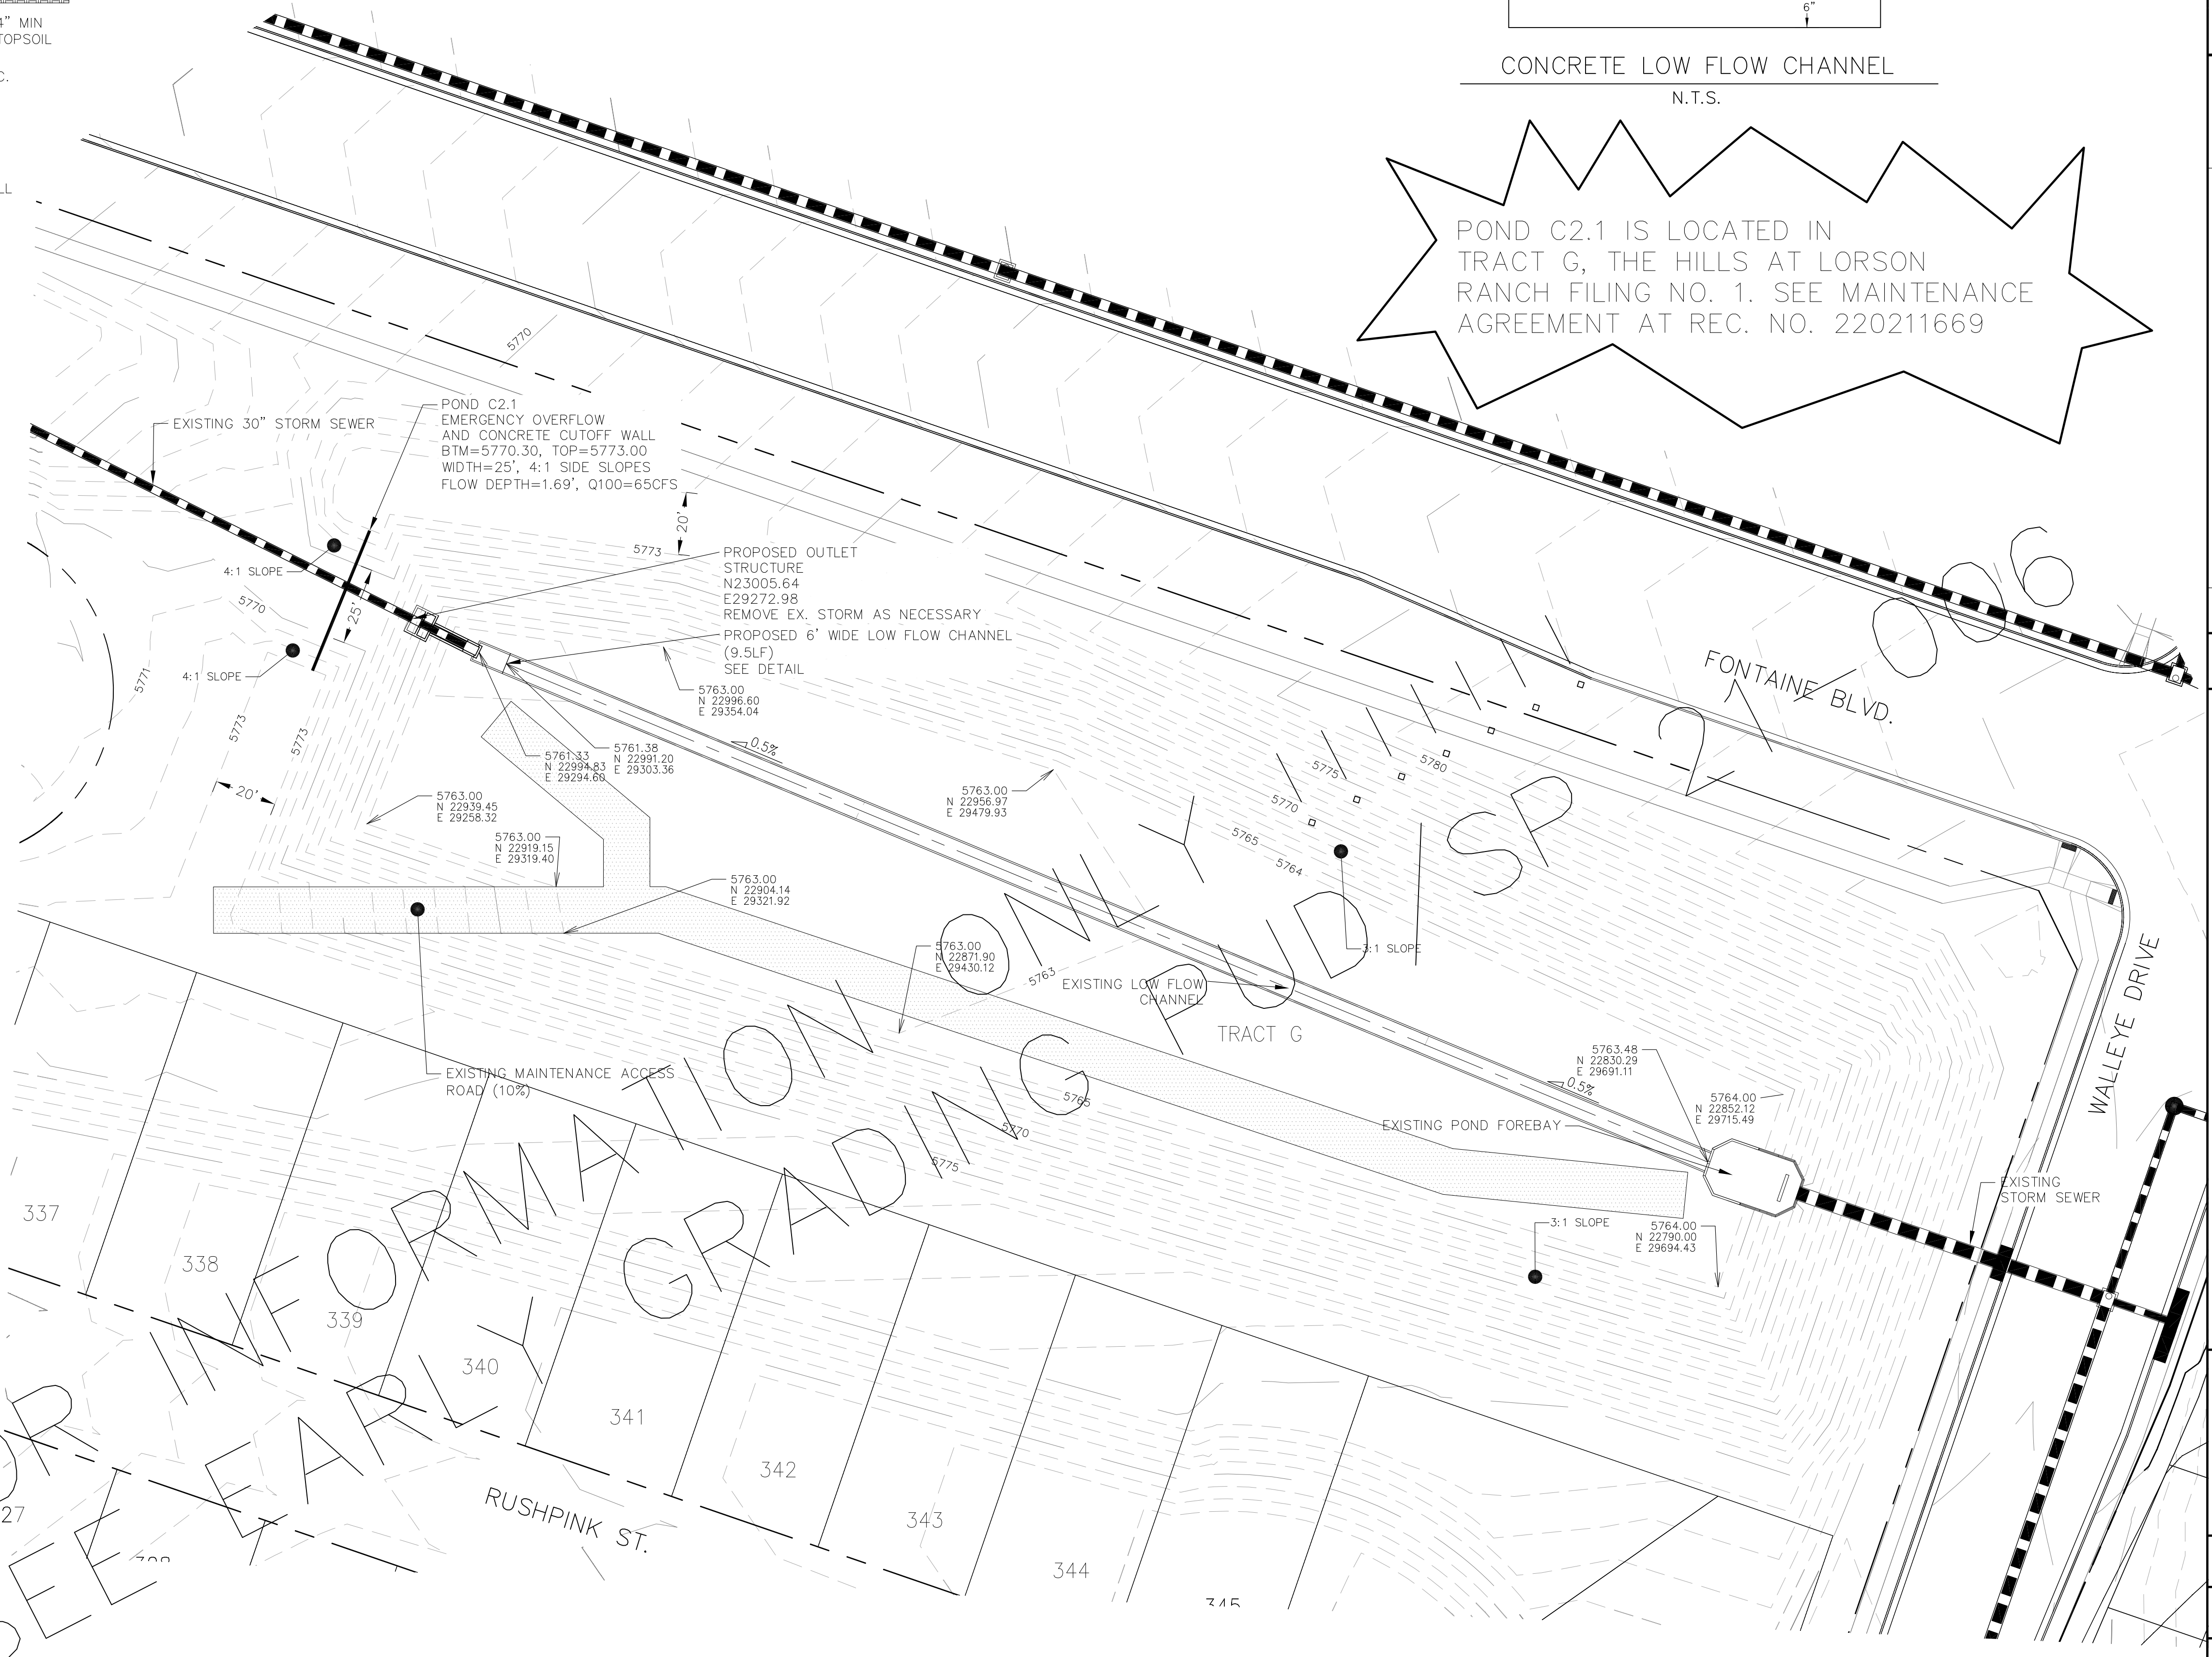 4" MIN
TOPSOIL
C.
LL
6"
CONCRETE LOW FLOW CHANNEL
N.T.S.
POND C2.1 IS LOCATED IN
TRACT G, THE HILLS AT LORSON
RANCH FILING NO. 1. SEE MAINTENANCE
AGREEMENT AT REC. NO. 220211669
5770
EXISTING 30" STORM SEWER
POND C2.1
EMERGENCY OVERFLOW
AND CONCRETE CUTOFF WALL
BTM=5770.30, TOP=5773.00
WIDTH=25', 4:1 SIDE SLOPES
FLOW DEPTH=1.69', Q100=65CFS
20'
5773
4:1 SLOPE
5770
25'
PROPOSED OUTLET
STRUCTURE
N23005.64
E29272.98
REMOVE EX. STORM AS NECESSARY
PROPOSED 6' WIDE LOW FLOW CHANNEL
(9.5LF)
SEE DETAIL
4:1 SLOPE
5771
5773
5773
20'
5763.00
N 22996.60
E 29354.04
0.5%
5761.33
N 22994.83
E 29294.60
5761.38
N 22991.20
E 29303.36
5763.00
N 22939.45
E 29258.32
5763.00
N 22919.15
E 29319.40
5763.00
N 22904.14
E 29321.92
5763.00
N 22956.97
E 29479.93
5775
5780
5770
5765
5764
3:1 SLOPE
FONTAINE BLVD.
WALLEYE DRIVE
5763.00
N 22871.90
E 29430.12
5763
EXISTING LOW FLOW
CHANNEL
TRACT G
EXISTING MAINTENANCE ACCESS
ROAD (10%)
5765
5770
5775
5763.48
N 22830.29
E 29691.11
0.5%
5764.00
N 22852.12
E 29715.49
EXISTING POND FOREBAY
EXISTING
STORM SEWER
3:1 SLOPE
5764.00
N 22790.00
E 29694.43
OR INFORMATION ONLY
SEE EARLY GRADING PUDISP 21 006
337
338
339
340
341
342
343
344
345
27
RUSHPINK ST.